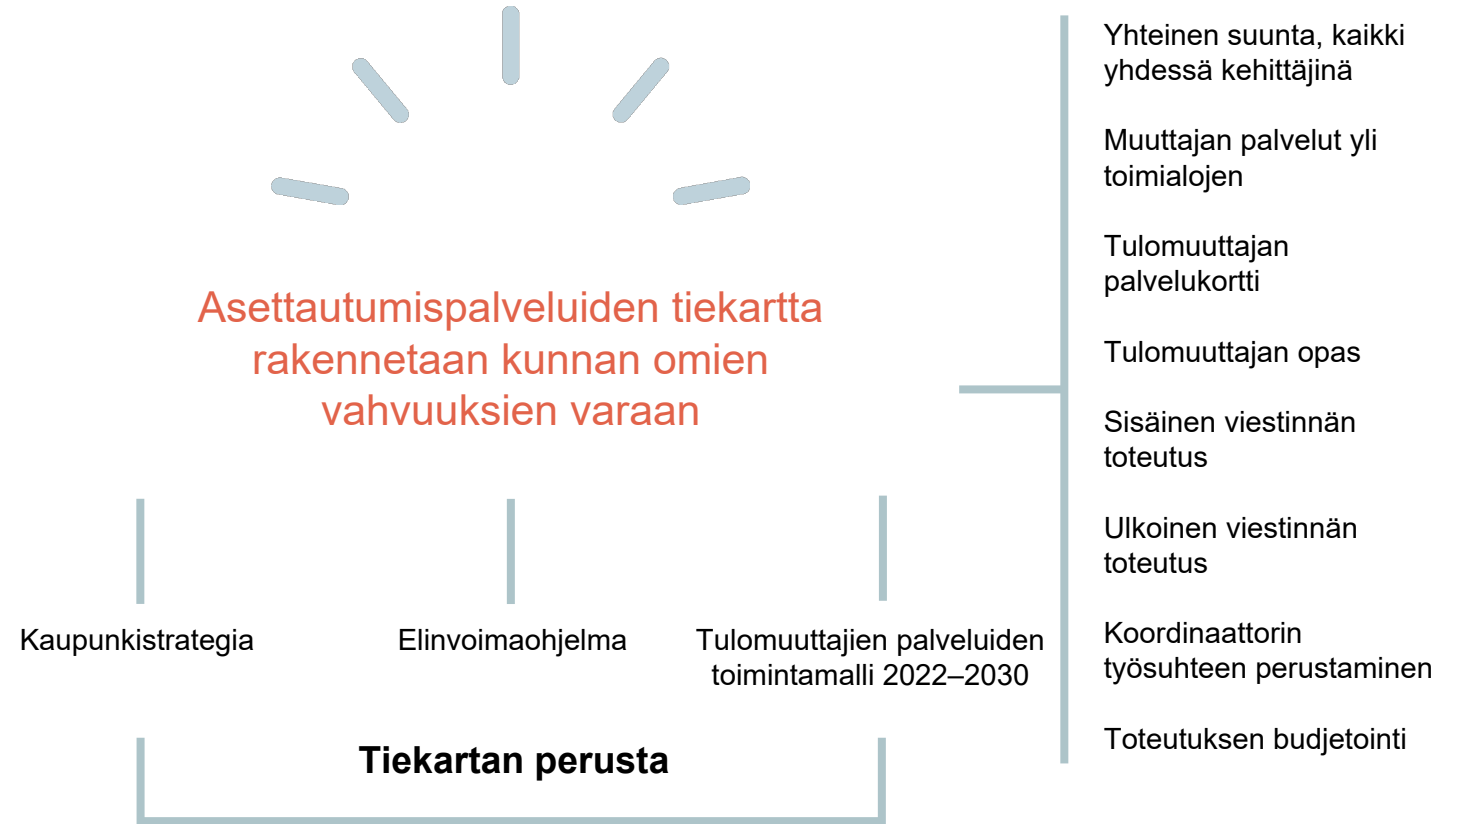 Asettautumispalveluiden tiekartta
rakennetaan kunnan omien
vahvuuksien varaan
Kaupunkistrategia
Elinvoimaohjelma
Tulomuuttajien palveluiden
toimintamalli 2022–2030
Tiekartan perusta
Yhteinen suunta, kaikki
yhdessä kehittäjinä
Muuttajan palvelut yli
toimialojen
Tulomuuttajan
palvelukortti
Tulomuuttajan opas
Sisäinen viestinnän
toteutus
Ulkoinen viestinnän
toteutus
Koordinaattorin
työsuhteen perustaminen
Toteutuksen budjetointi